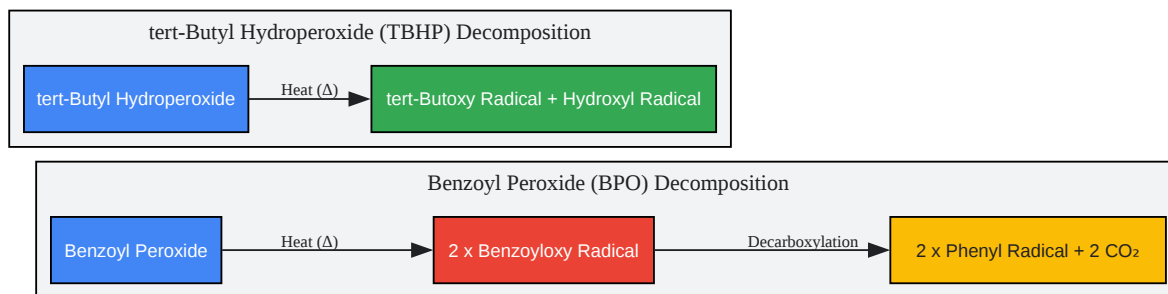 tert-Butyl Hydroperoxide (TBHP) Decomposition
tert-Butyl Hydroperoxide
Heat (Δ)
tert-Butoxy Radical + Hydroxyl Radical
Benzoyl Peroxide (BPO) Decomposition
Benzoyl Peroxide
Heat (Δ)
2 x Benzoyloxy Radical
Decarboxylation
2 x Phenyl Radical + 2 CO₂